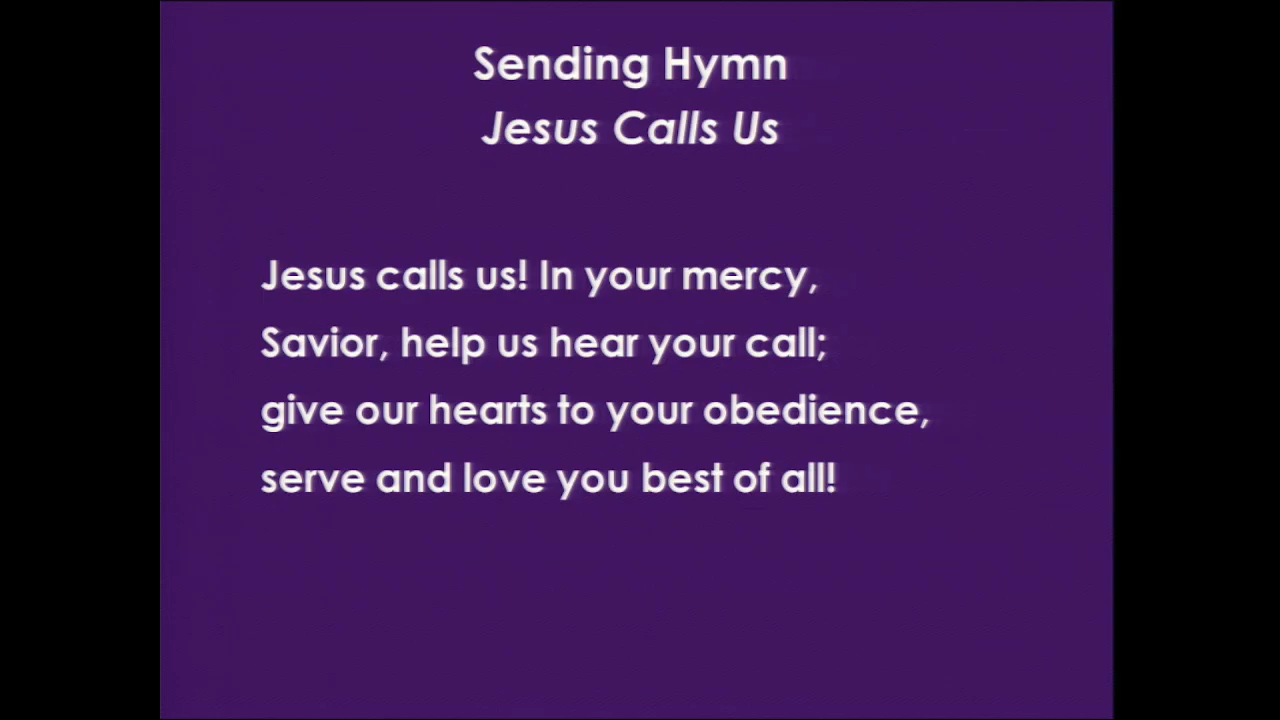 Sending Hymn
Jesus Calls Us
Jesus calls us! In your mercy,
Savior, help us hear your call;
give our hearts to your obedience,
serve and love you best of all!